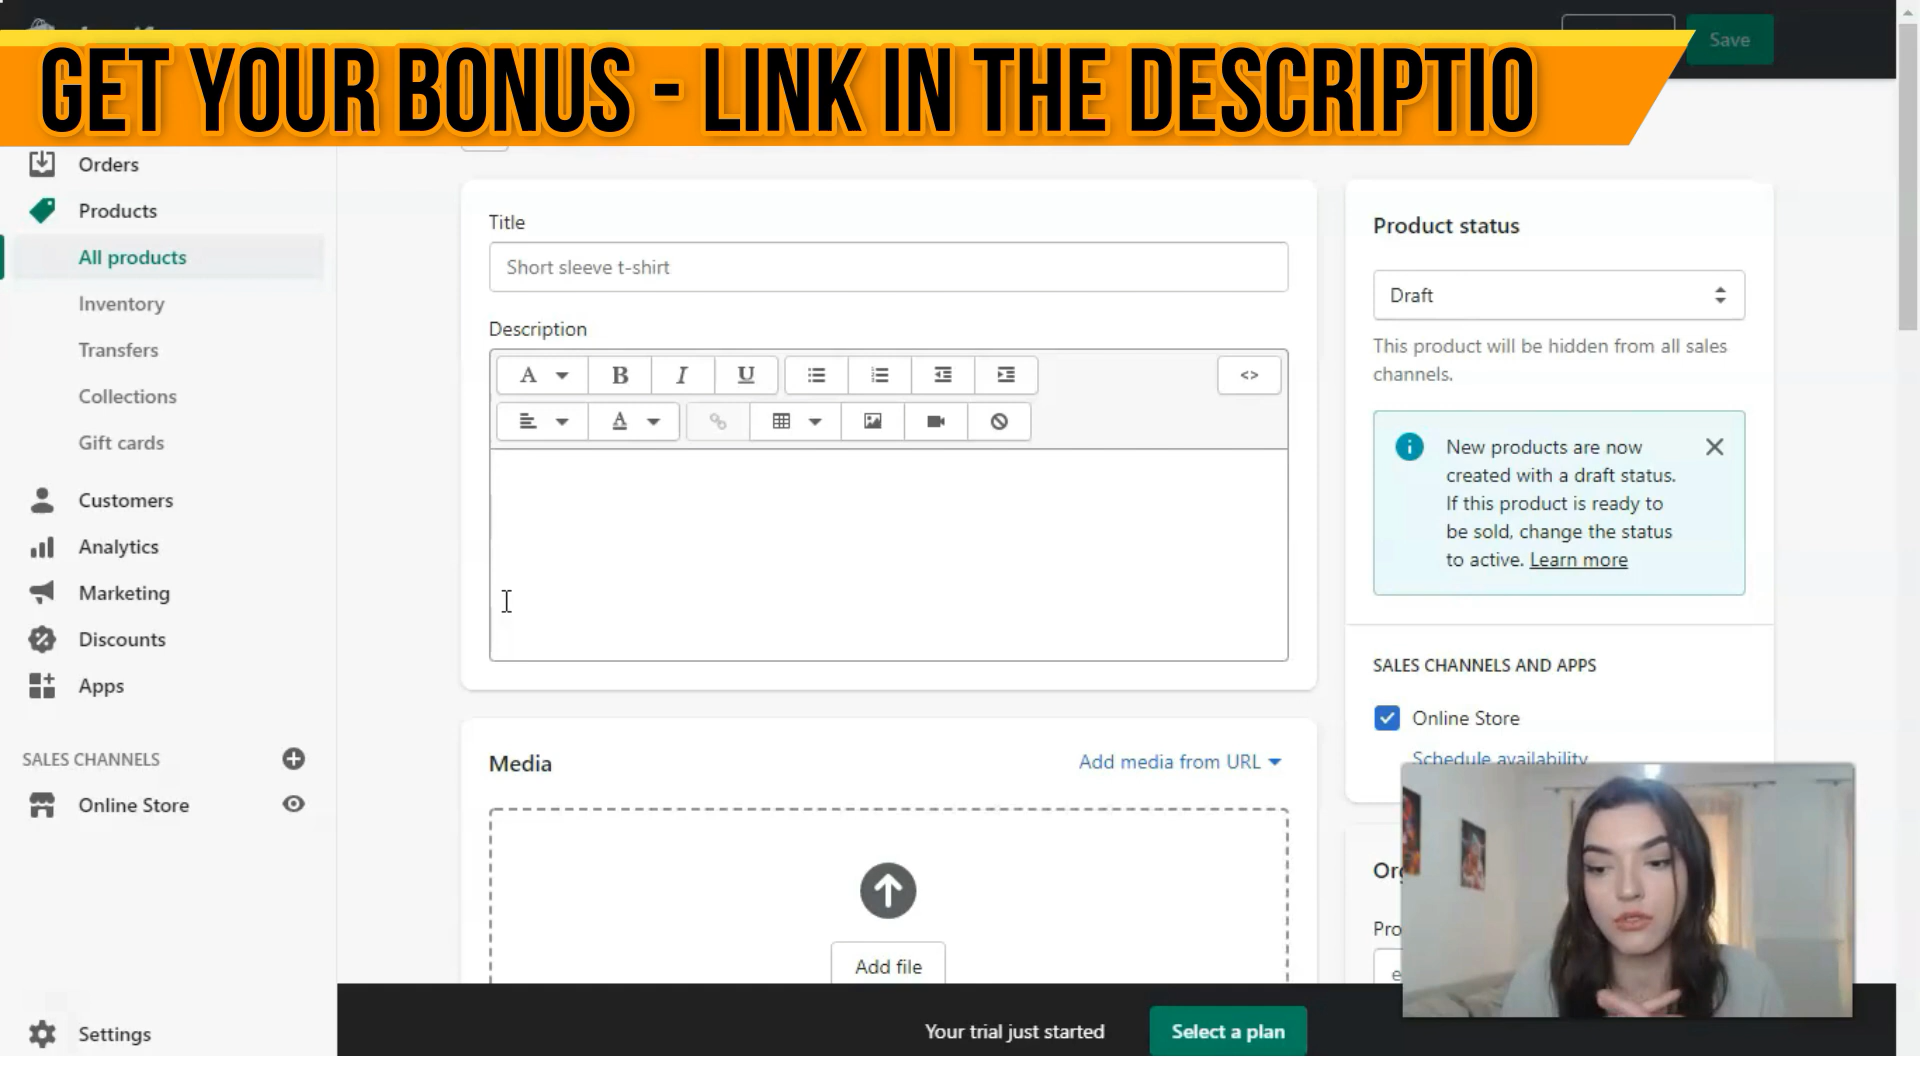 GET YOUR BONUS - LINK IN THE DESCRIPTIO
Save
Orders
Products
All products
Inventory
Transfers
Collections
Gift cards
Customers
Analytics
Marketing
Discounts
Apps
SALES CHANNELS
Online Store
Settings
Title
Short sleeve t-shirt
Description
A B I U <>
A
Media
Add media from URL
Add file
Product status
Draft
This product will be hidden from all sales
channels.
New products are now
created with a draft status.
If this product is ready to
be sold, change the status
to active. Learn more
SALES CHANNELS AND APPS
Online Store
Schedule availability
Your trial just started
Select a plan